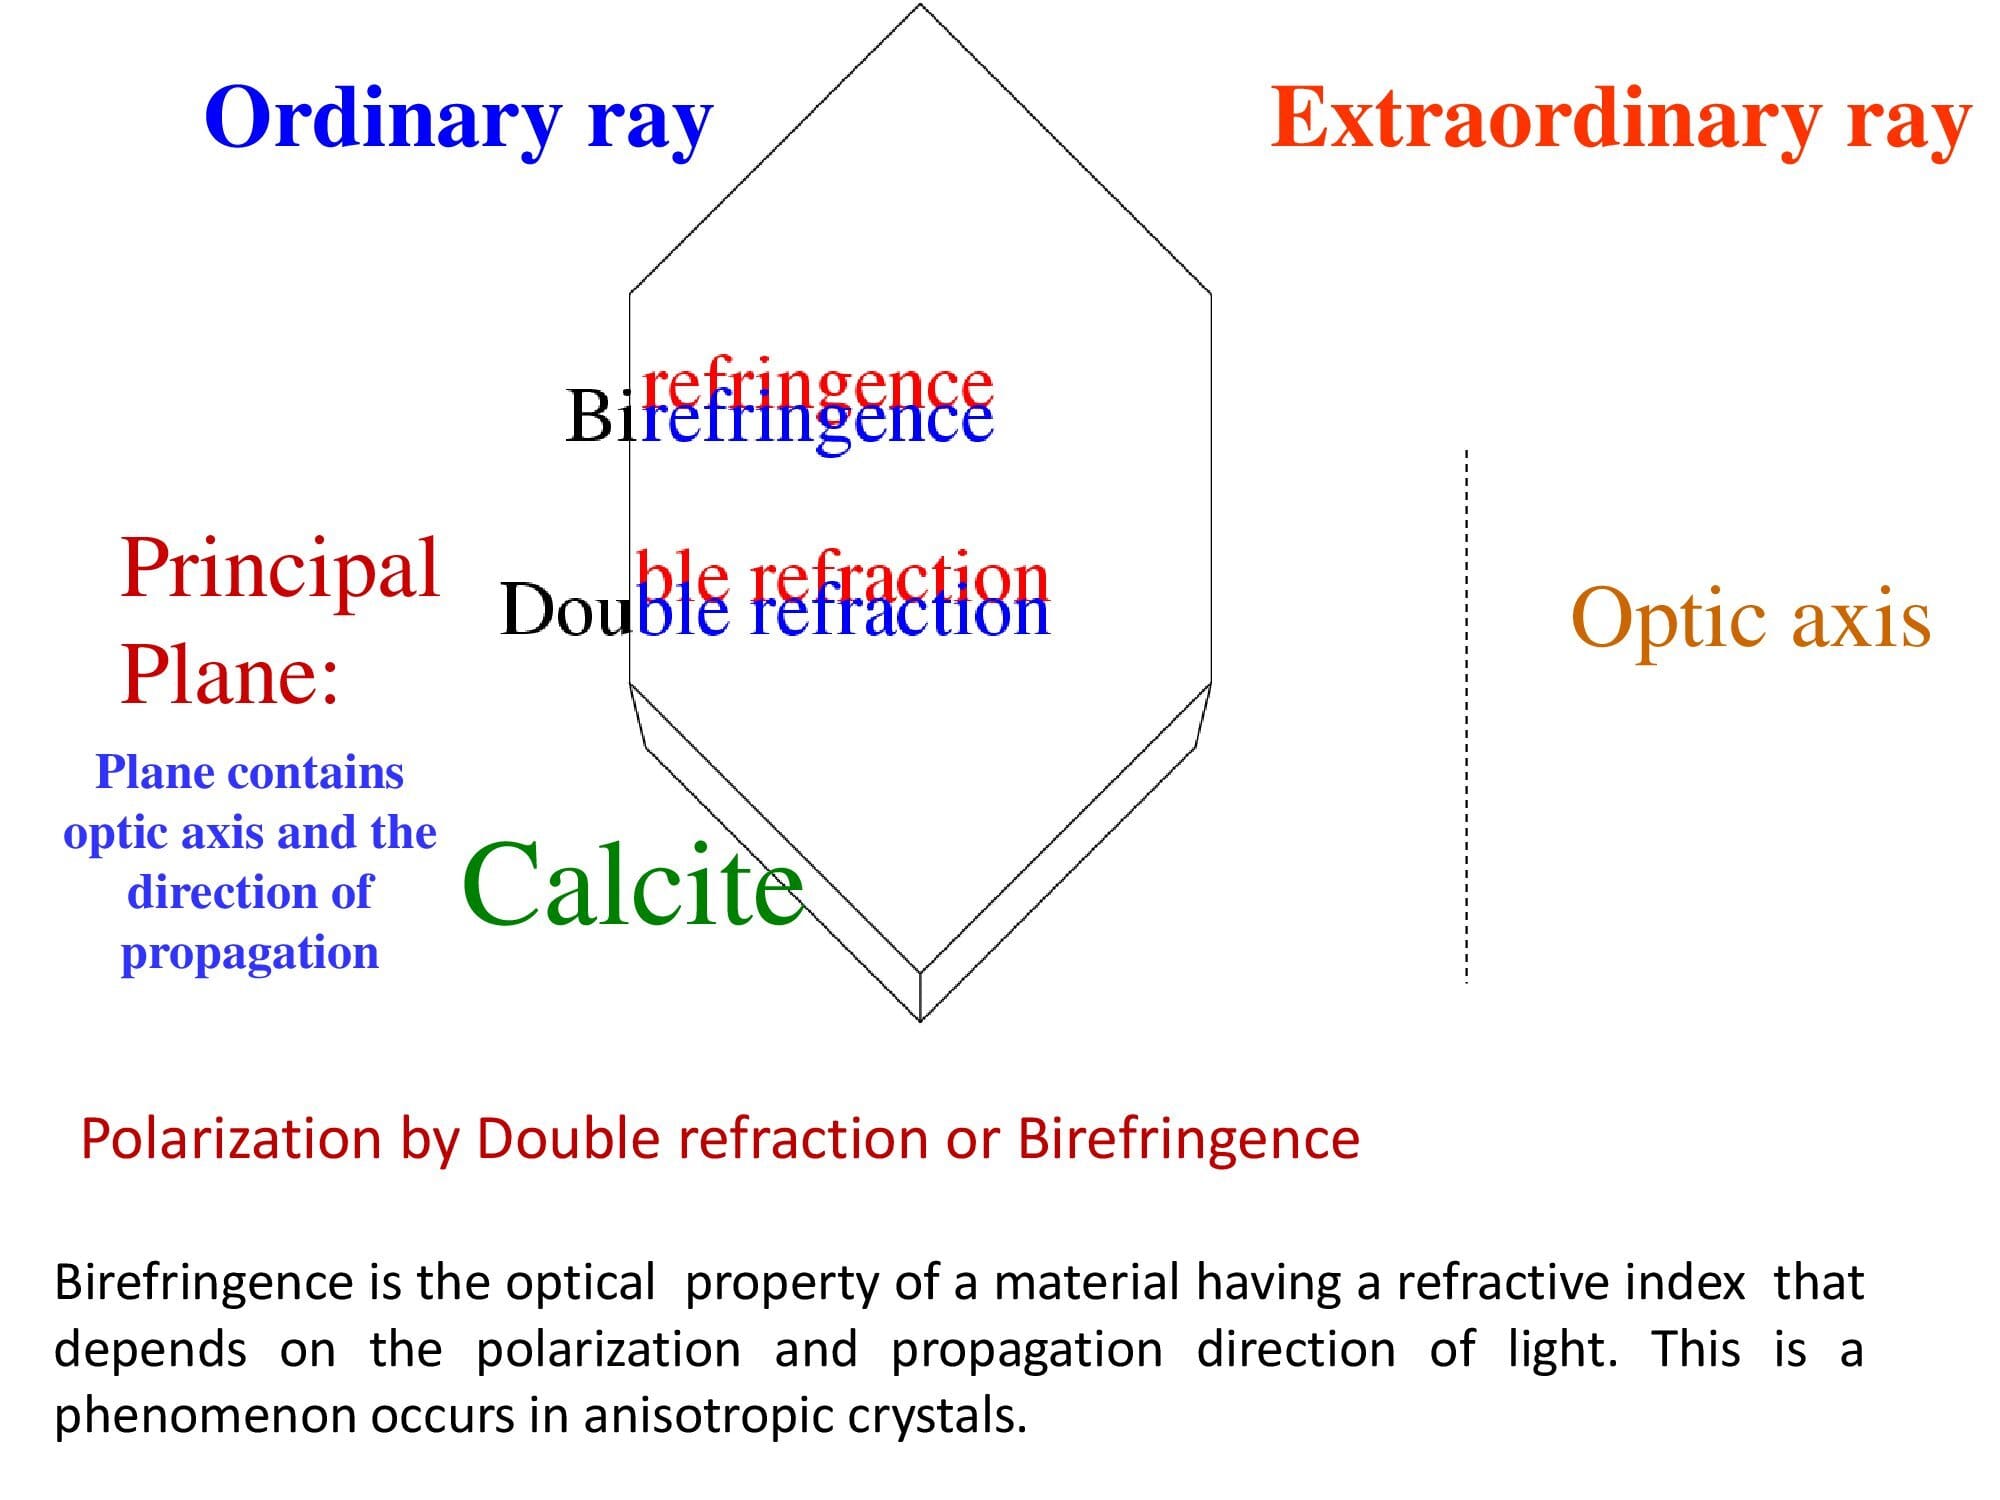 Ordinary ray
Extraordinary ray
refringence
Birefringence
Principal
Plane:
ble refraction
Double refraction
Optic axis
Plane contains
optic axis and the
direction of
propagation
Calcite
Polarization by Double refraction or Birefringence
Birefringence is the optical  property of a material having a refractive index  that
depends on the polarization and propagation direction of light. This is a
phenomenon occurs in anisotropic crystals.